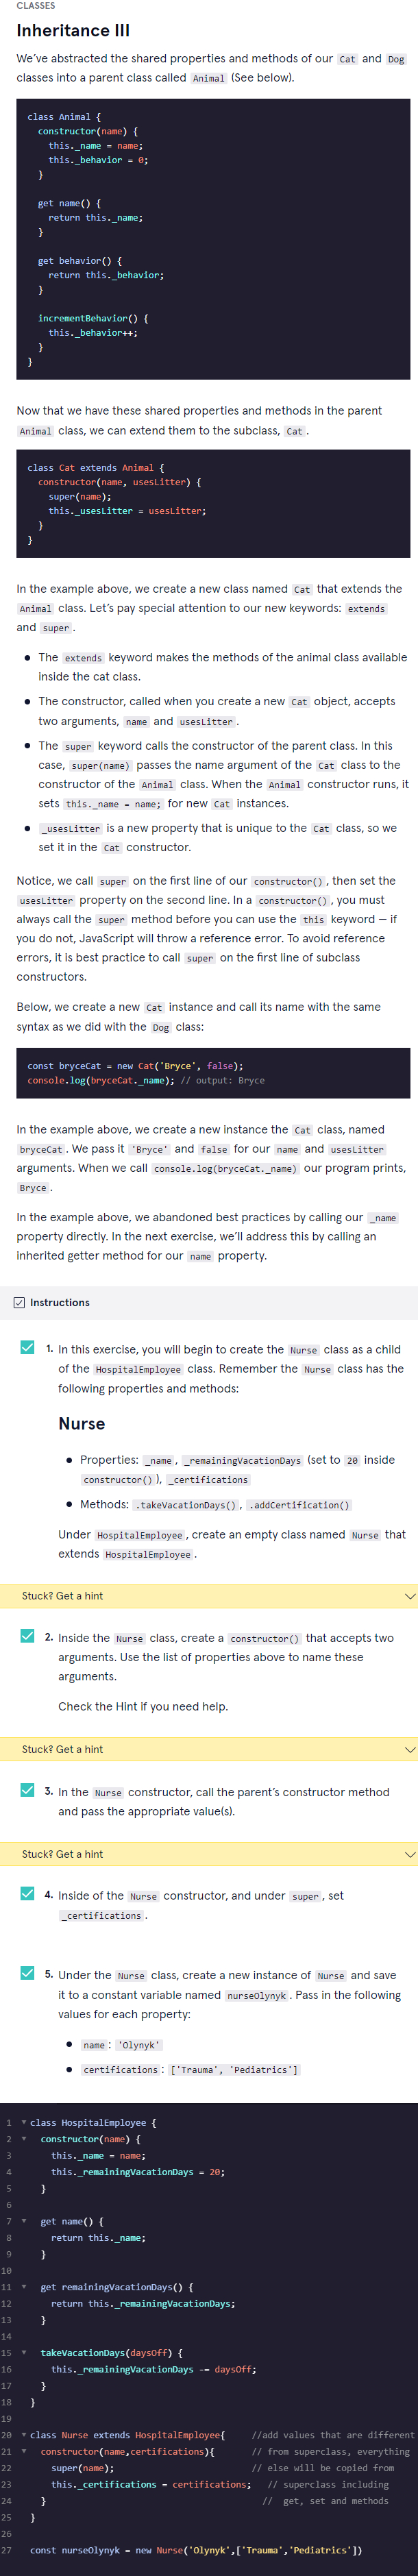 CLASSES
Inheritance III
We’ve abstracted the shared properties and methods of our Cat and Dog
classes into a parent class called Animal (See below).
class Animal {
  constructor(name) {
    this._name = name;
    this._behavior = 0;
  }
  get name() {
    return this._name;
  }
  get behavior() {
    return this._behavior;
  }
  incrementBehavior() {
    this._behavior++;
  }
}
Now that we have these shared properties and methods in the parent
Animal class, we can extend them to the subclass, Cat.
class Cat extends Animal {
  constructor(name, usesLitter) {
    super(name);
    this._usesLitter = usesLitter;
  }
}
In the example above, we create a new class named Cat that extends the
Animal class. Let’s pay special attention to our new keywords: extends
and super.
● The extends keyword makes the methods of the animal class available
inside the cat class.
● The constructor, called when you create a new Cat object, accepts
two arguments, name and usesLitter.
● The super keyword calls the constructor of the parent class. In this
case, super(name) passes the name argument of the Cat class to the
constructor of the Animal class. When the Animal constructor runs, it
sets this._name = name; for new Cat instances.
● _usesLitter is a new property that is unique to the Cat class, so we
set it in the Cat constructor.
Notice, we call super on the first line of our constructor(), then set the
usesLitter property on the second line. In a constructor(), you must
always call the super method before you can use the this keyword — if
you do not, JavaScript will throw a reference error. To avoid reference
errors, it is best practice to call super on the first line of subclass
constructors.
Below, we create a new Cat instance and call its name with the same
syntax as we did with the Dog class:
const bryceCat = new Cat('Bryce', false);
console.log(bryceCat._name); // output: Bryce
In the example above, we create a new instance the Cat class, named
bryceCat. We pass it 'Bryce' and false for our name and usesLitter
arguments. When we call console.log(bryceCat._name) our program prints,
Bryce.
In the example above, we abandoned best practices by calling our _name
property directly. In the next exercise, we’ll address this by calling an
inherited getter method for our name property.
Instructions
1. In this exercise, you will begin to create the Nurse class as a child
of the HospitalEmployee class. Remember the Nurse class has the
following properties and methods:
Nurse
● Properties: _name, _remainingVacationDays (set to 20 inside
constructor()), _certifications
● Methods: .takeVacationDays(), .addCertification()
Under HospitalEmployee, create an empty class named Nurse that
extends HospitalEmployee.
Stuck? Get a hint
2. Inside the Nurse class, create a constructor() that accepts two
arguments. Use the list of properties above to name these
arguments.
Check the Hint if you need help.
Stuck? Get a hint
3. In the Nurse constructor, call the parent’s constructor method
and pass the appropriate value(s).
Stuck? Get a hint
4. Inside of the Nurse constructor, and under super, set
_certifications.
5. Under the Nurse class, create a new instance of Nurse and save
it to a constant variable named nurseOlynyk. Pass in the following
values for each property:
● name: 'Olynyk'
● certifications: ['Trauma', 'Pediatrics']
1 class HospitalEmployee {
2   constructor(name) {
3     this._name = name;
4     this._remainingVacationDays = 20;
5   }
6
7   get name() {
8     return this._name;
9   }
10
11   get remainingVacationDays() {
12     return this._remainingVacationDays;
13   }
14
15   takeVacationDays(daysOff) {
16     this._remainingVacationDays -= daysOff;
17   }
18 }
19
20 class Nurse extends HospitalEmployee{ //add values that are different
21   constructor(name,certifications){ // from superclass, everything
22     super(name); // else will be copied from
23     this._certifications = certifications; // superclass including
24   } // get, set and methods
25 }
26
27 const nurseOlynyk = new Nurse('Olynyk',['Trauma','Pediatrics'])